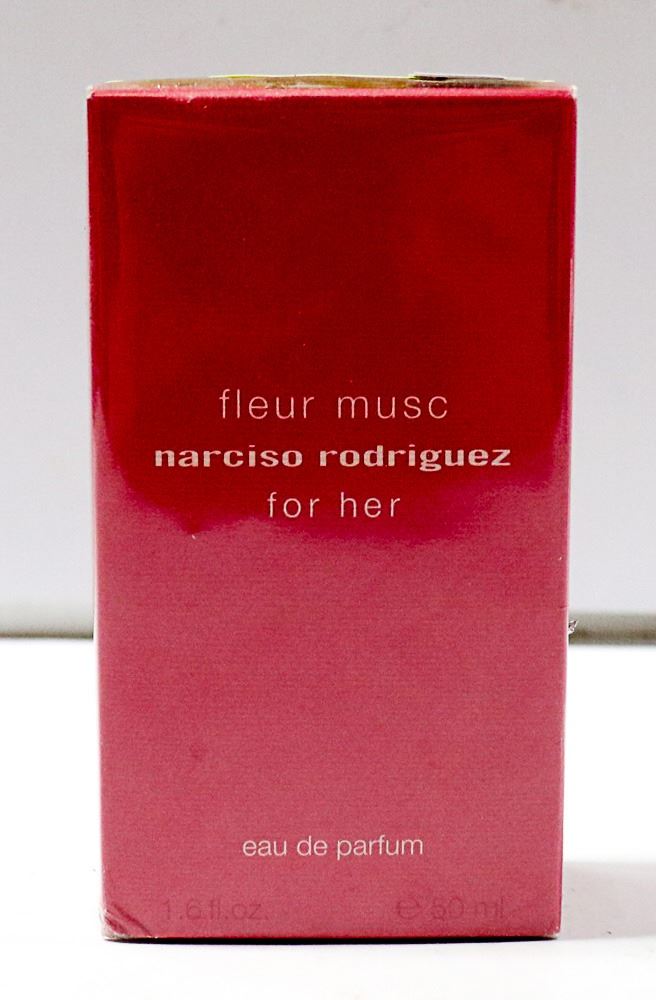 fleur musc
narciso rodriguez
for her
eau de parfum
1.6 fl.oz. ℮ 50 ml